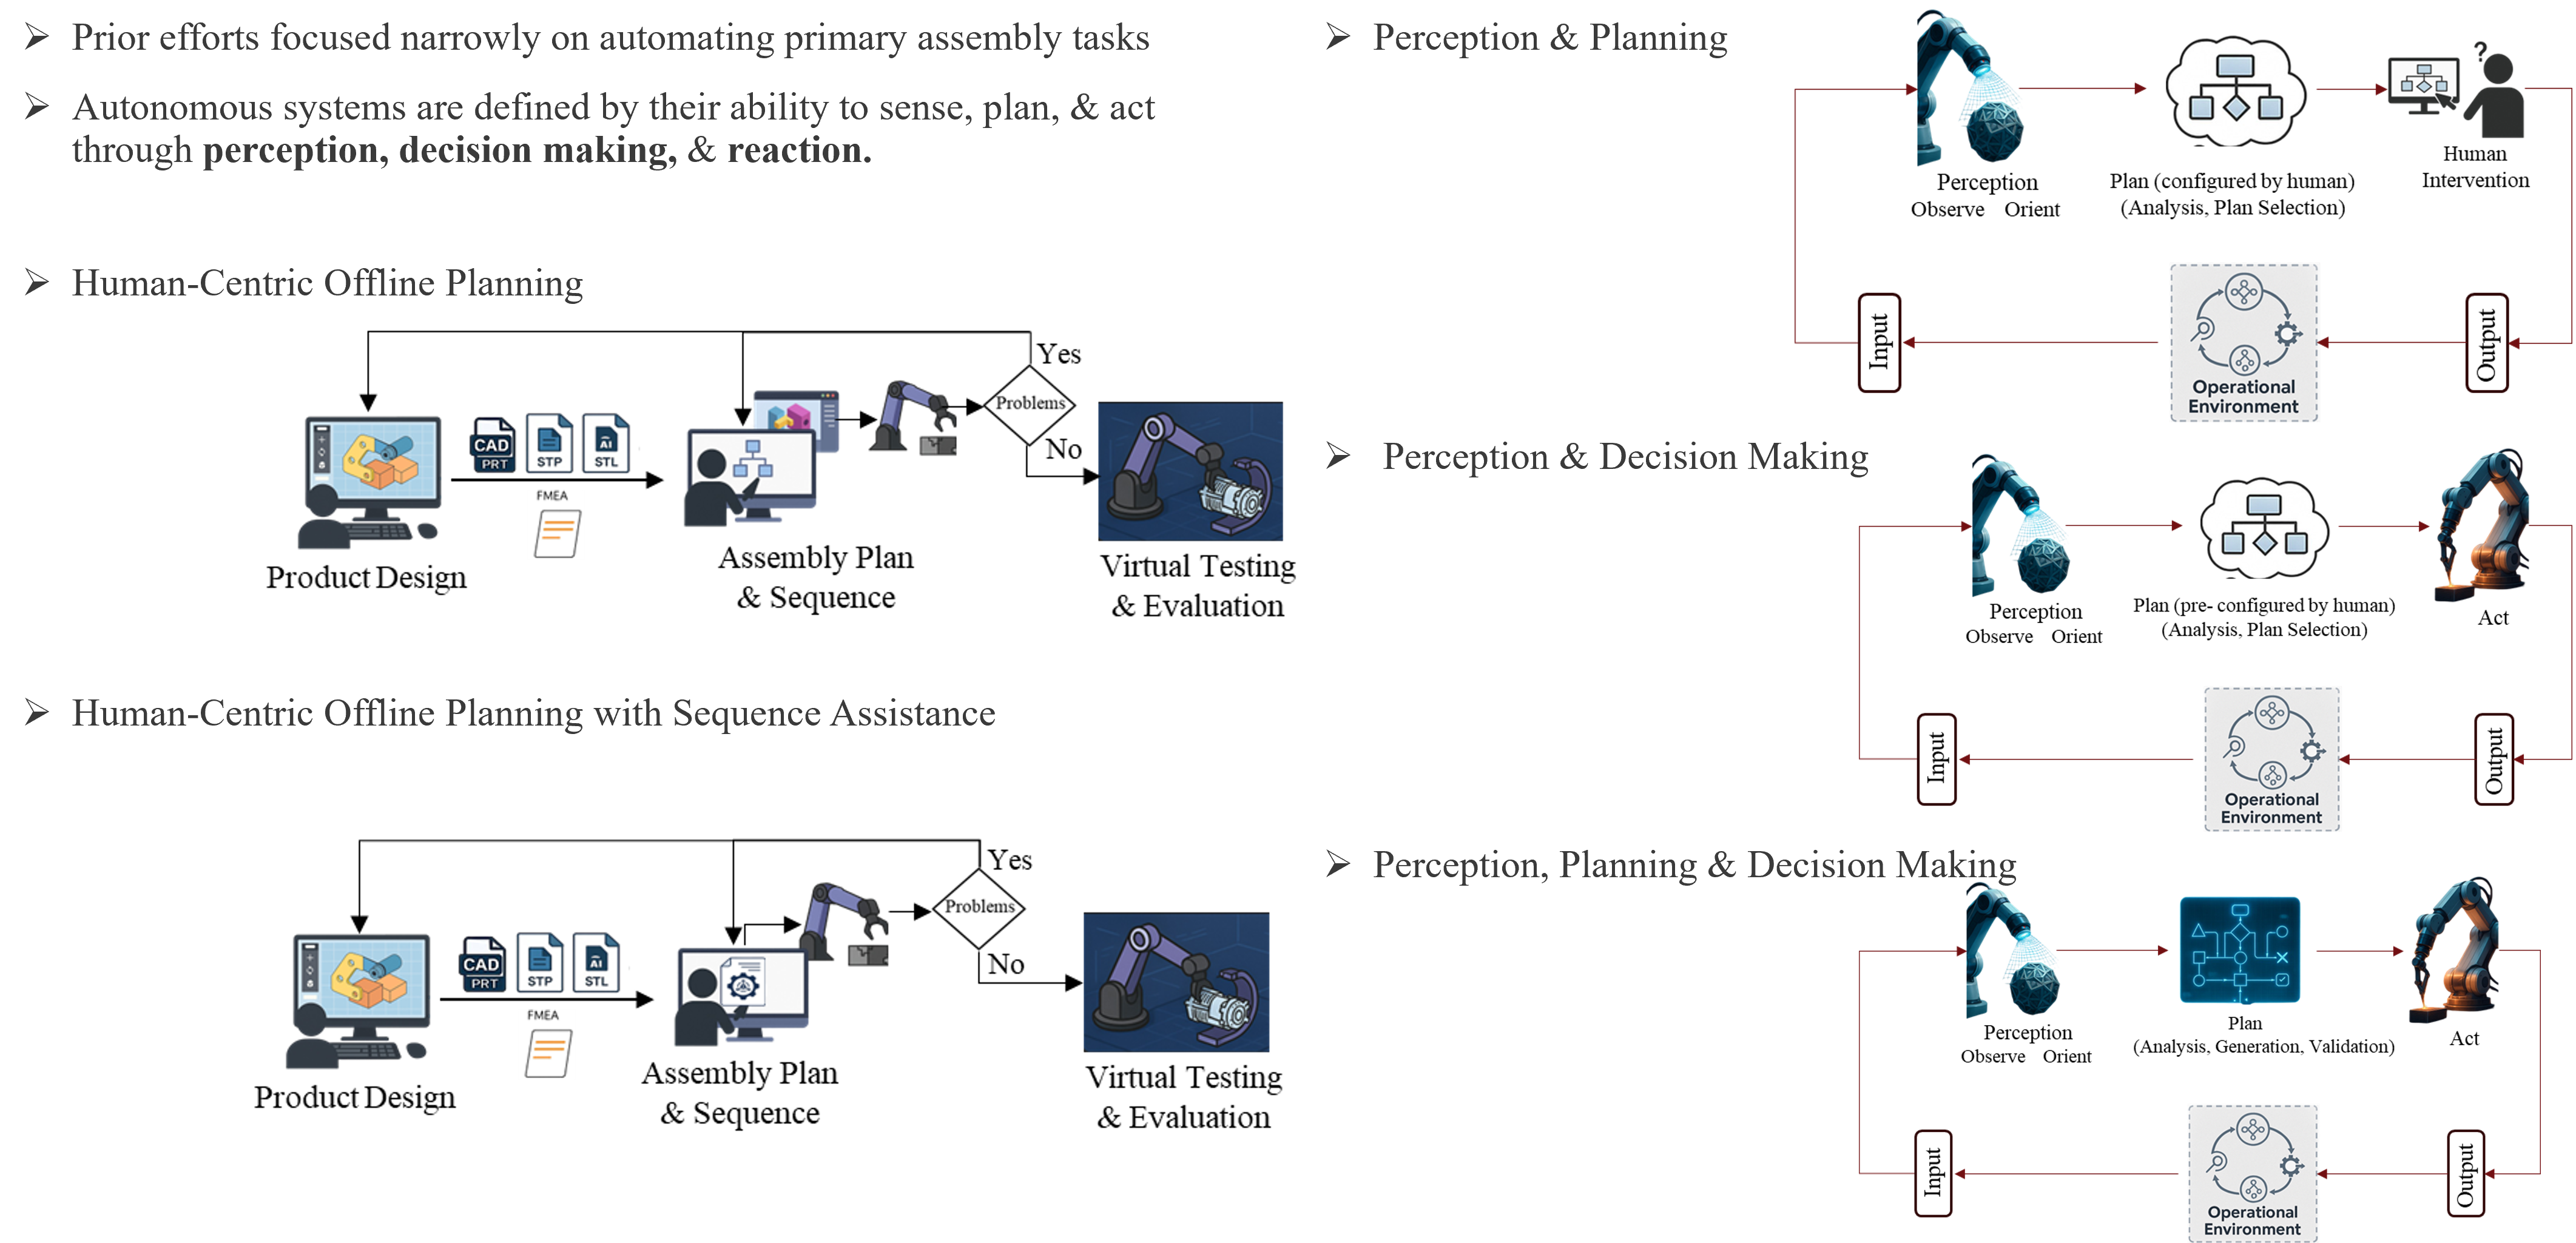 Prior efforts focused narrowly on automating primary assembly tasks
Autonomous systems are defined by their ability to sense, plan, & act
through perception, decision making, & reaction.
Human-Centric Offline Planning
Yes
Problems
No
CAD
PRT
STP
AI
STL
FMEA
Product Design
Assembly Plan
& Sequence
Virtual Testing
& Evaluation
Human-Centric Offline Planning with Sequence Assistance
Yes
Problems
No
CAD
PRT
STP
AI
STL
FMEA
Product Design
Assembly Plan
& Sequence
Virtual Testing
& Evaluation
Perception & Planning
?
Perception
Observe Orient
Plan (configured by human)
(Analysis, Plan Selection)
Human
Intervention
Input
Operational
Environment
Output
Perception & Decision Making
Perception
Observe Orient
Plan (pre- configured by human)
(Analysis, Plan Selection)
Act
Input
Operational
Environment
Output
Perception, Planning & Decision Making
Perception
Observe Orient
Plan
(Analysis, Generation, Validation)
Act
Input
Operational
Environment
Output